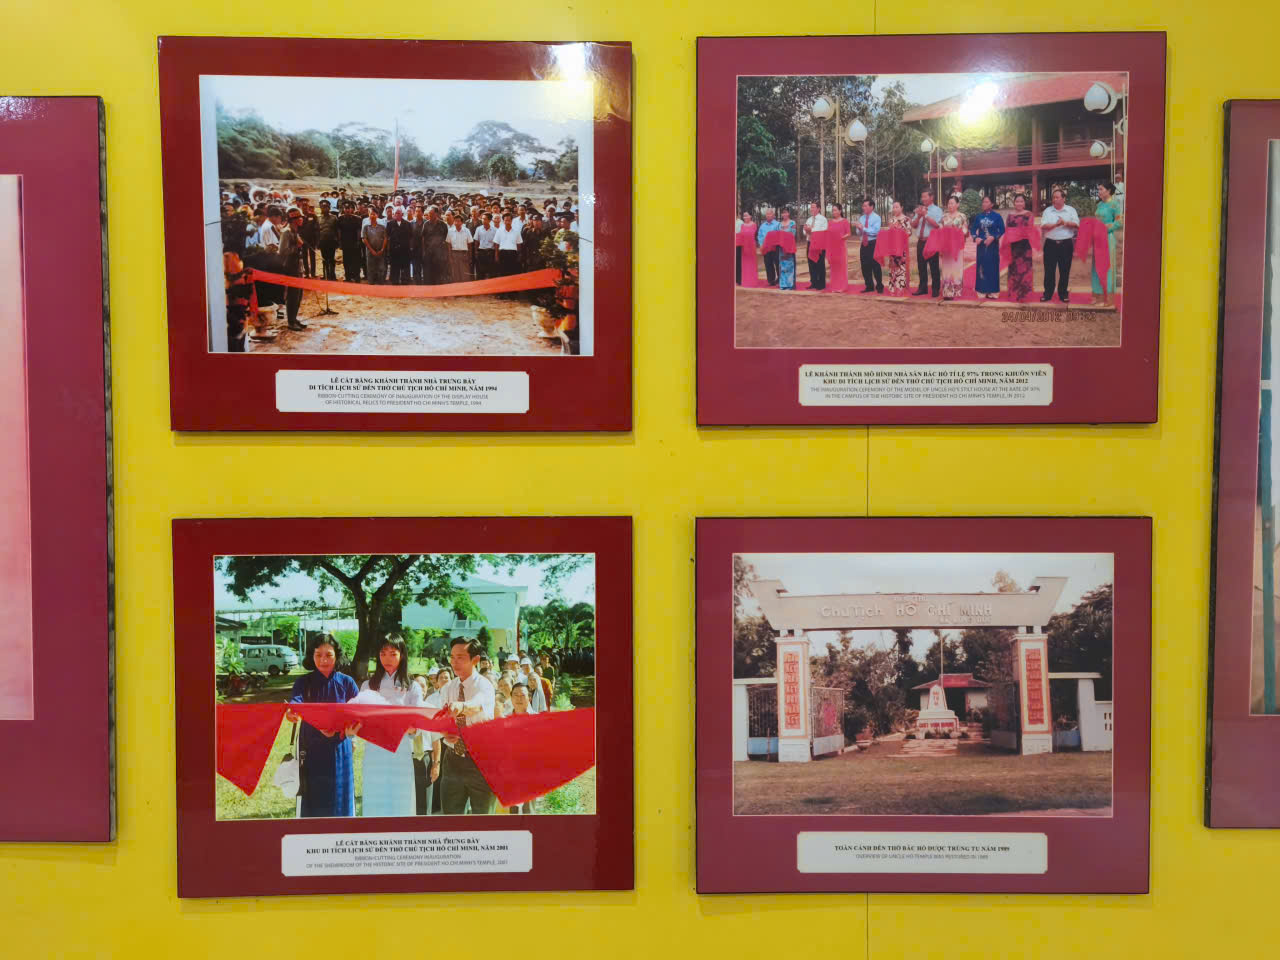 LỄ CẮT BĂNG KHÁNH THÀNH NHÀ TRƯNG BÀY
DI TÍCH LỊCH SỬ ĐỀN THỜ CHỦ TỊCH HỒ CHÍ MINH, NĂM 1994
RIBBON-CUTTING CEREMONY OF INAUGURATION OF THE DISPLAY HOUSE
OF HISTORICAL RELICS TO PRESIDENT HO CHI MINH'S TEMPLE, 1994
24/04/2012
LỄ KHÁNH THÀNH MÔ HÌNH NHÀ SÀN BÁC HỒ TỈ LỆ 97% TRONG KHUÔN VIÊN
KHU DI TÍCH LỊCH SỬ ĐỀN THỜ CHỦ TỊCH HỒ CHÍ MINH, NĂM 2012
THE INAUGURATION CEREMONY OF THE MODEL OF UNCLE HO'S STILT HOUSE AT THE RATE OF 97%
IN THE CAMPUS OF THE HISTORIC SITE OF PRESIDENT HO CHI MINH'S TEMPLE, IN 2012
LỄ CẮT BĂNG KHÁNH THÀNH NHÀ TRƯNG BÀY
KHU DI TÍCH LỊCH SỬ ĐỀN THỜ CHỦ TỊCH HỒ CHÍ MINH, NĂM 2001
RIBBON-CUTTING CEREMONY INAUGURATION
OF THE SHOWROOM OF THE HISTORIC SITE OF PRESIDENT HO CHI MINH'S TEMPLE, 2001
CHỦ TỊCH HỒ CHÍ MINH
TOÀN CẢNH ĐỀN THỜ BÁC HỒ ĐƯỢC TRÙNG TU NĂM 1989
OVERVIEW OF UNCLE HO TEMPLE WAS RESTORED IN 1989